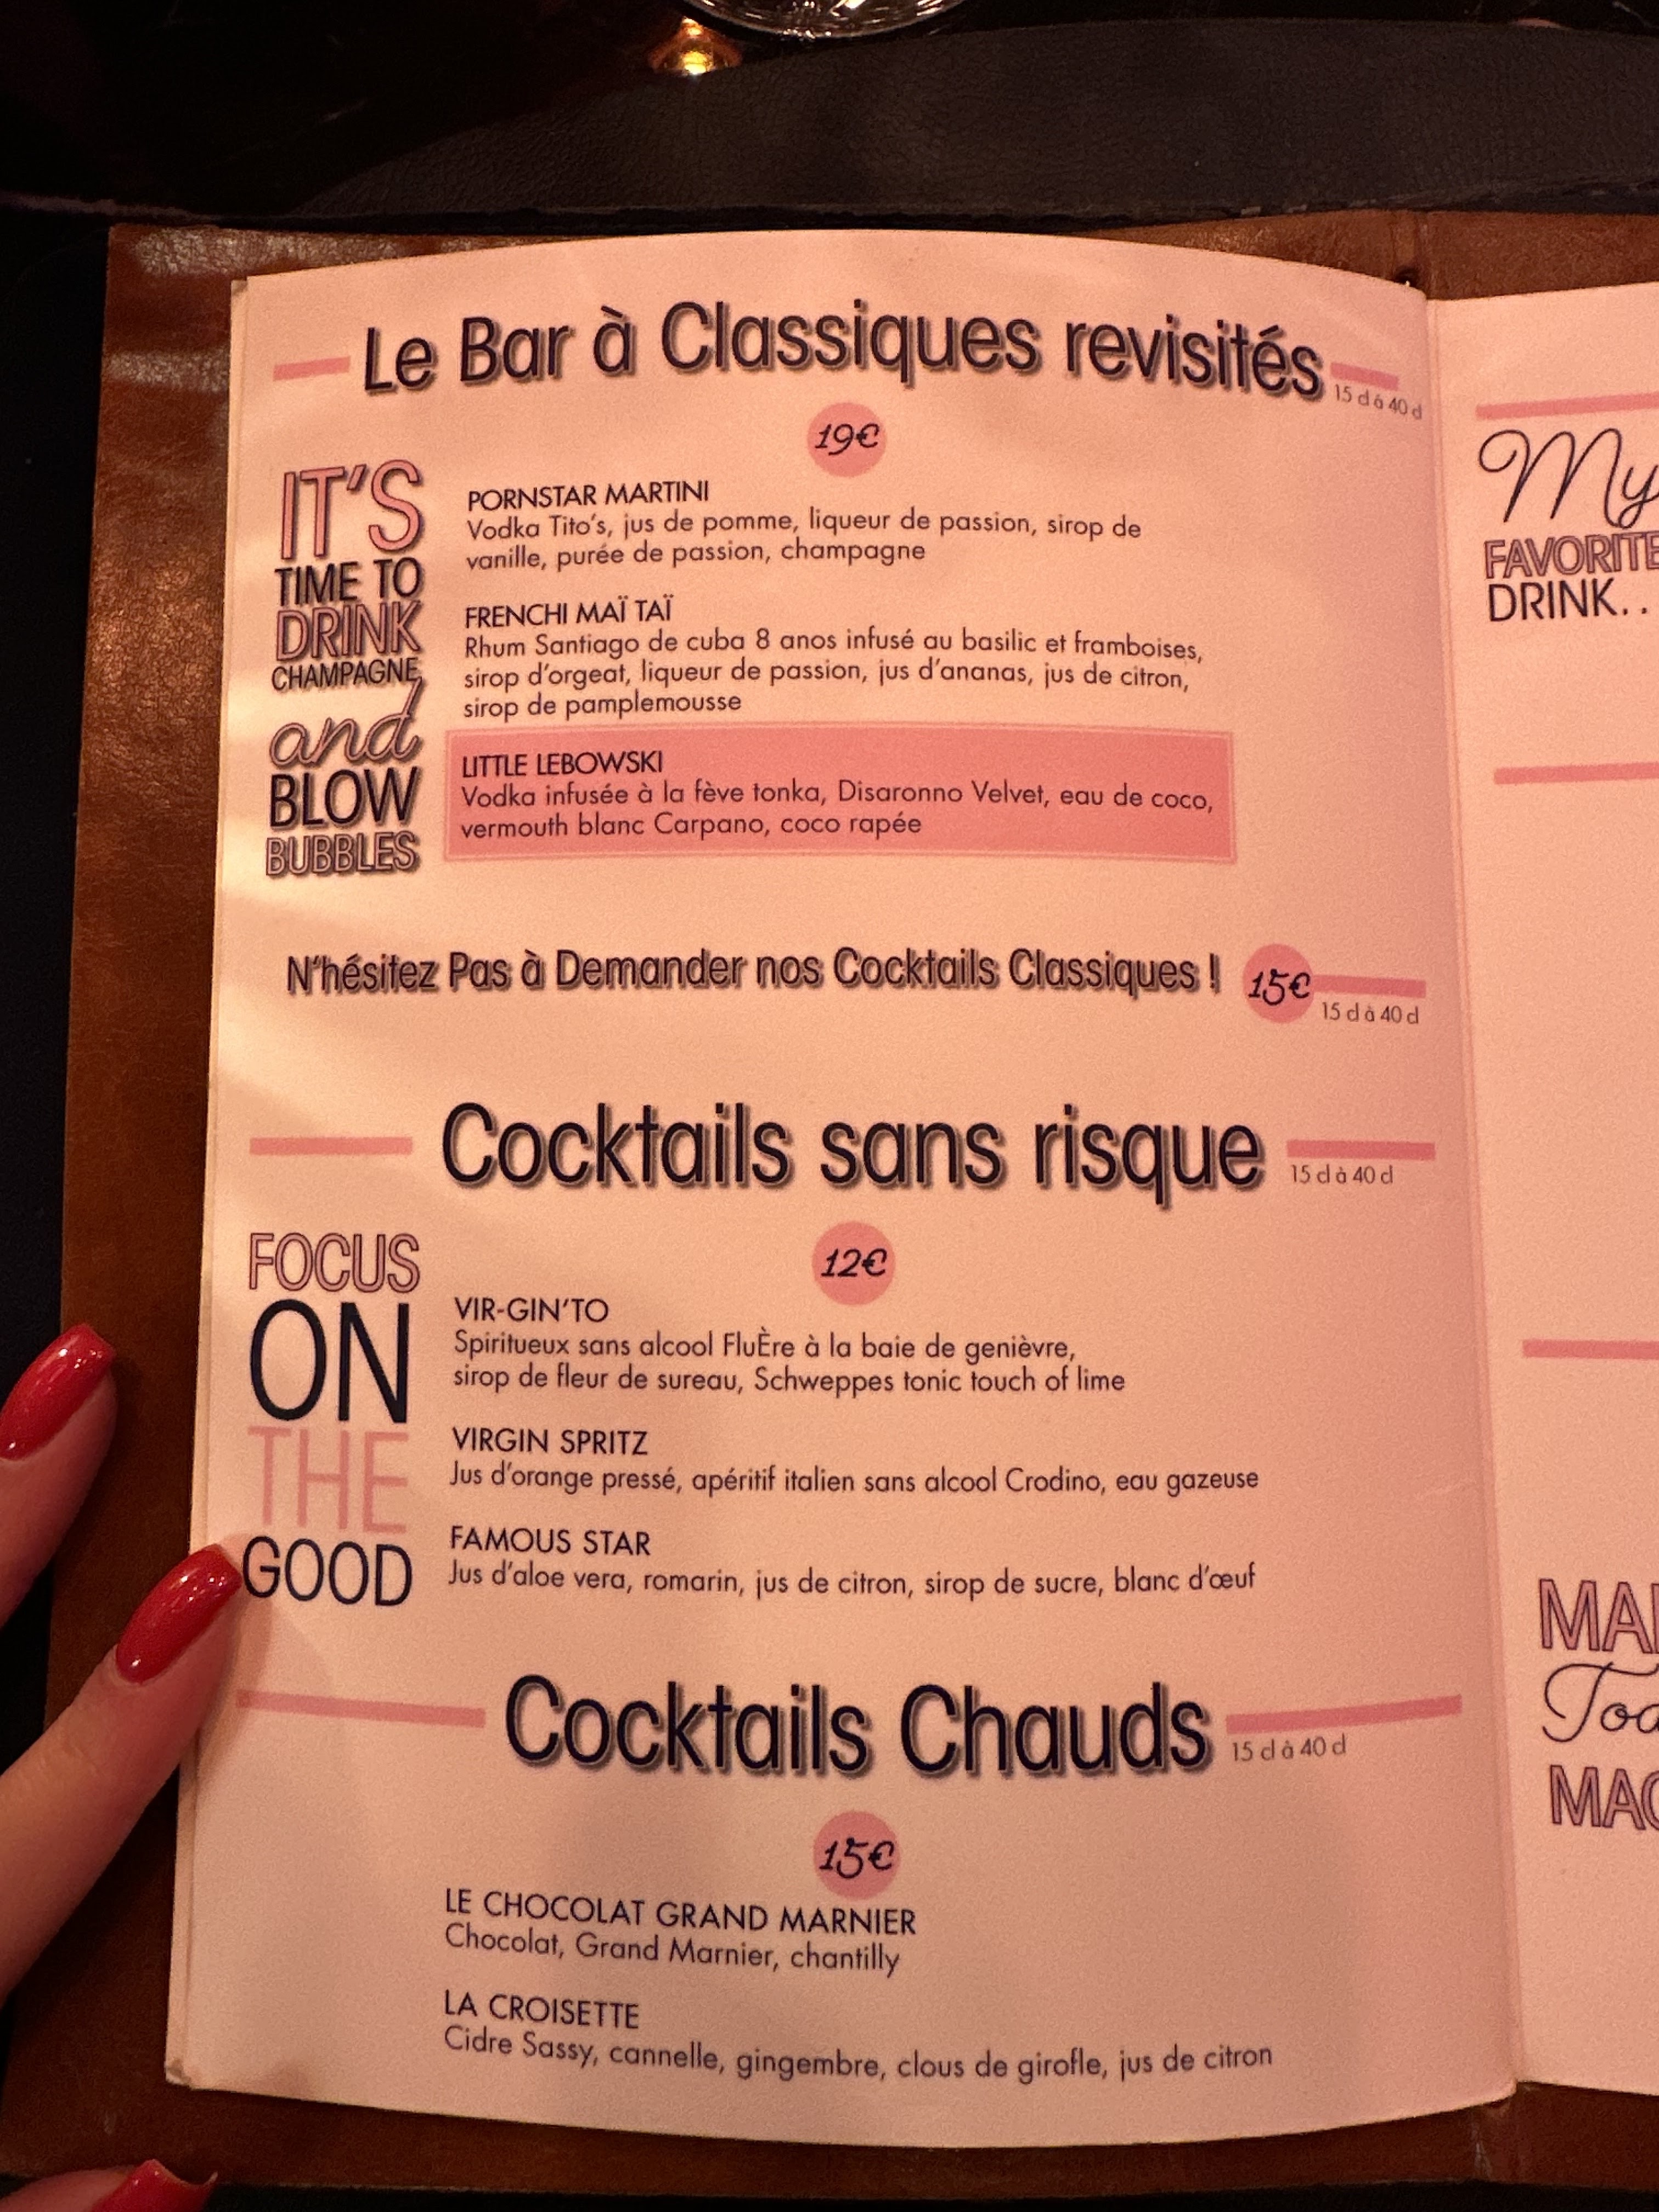 Le Bar à Classiques revisités
15 cl à 40 cl
19€
IT'S
TIME TO
DRINK
CHAMPAGNE
and
BLOW
BUBBLES
PORNSTAR MARTINI
Vodka Tito's, jus de pomme, liqueur de passion, sirop de
vanille, purée de passion, champagne
FRENCHI MAÏ TAÏ
Rhum Santiago de cuba 8 anos infusé au basilic et framboises,
sirop d'orgeat, liqueur de passion, jus d'ananas, jus de citron,
sirop de pamplemousse
LITTLE LEBOWSKI
Vodka infusée à la fève tonka, Disaronno Velvet, eau de coco,
vermouth blanc Carpano, coco rapée
N'hésitez Pas à Demander nos Cocktails Classiques ! 15€
15 cl à 40 cl
Cocktails sans risque
15 cl à 40 cl
12€
FOCUS
ON
THE
GOOD
VIR-GIN'TO
Spiritueux sans alcool FluÈre à la baie de genièvre,
sirop de fleur de sureau, Schweppes tonic touch of lime
VIRGIN SPRITZ
Jus d'orange pressé, apéritif italien sans alcool Crodino, eau gazeuse
FAMOUS STAR
Jus d'aloe vera, romarin, jus de citron, sirop de sucre, blanc d'œuf
Cocktails Chauds
15 cl à 40 cl
15€
LE CHOCOLAT GRAND MARNIER
Chocolat, Grand Marnier, chantilly
LA CROISETTE
Cidre Sassy, cannelle, gingembre, clous de girofle, jus de citron
My
FAVORITE
DRINK..